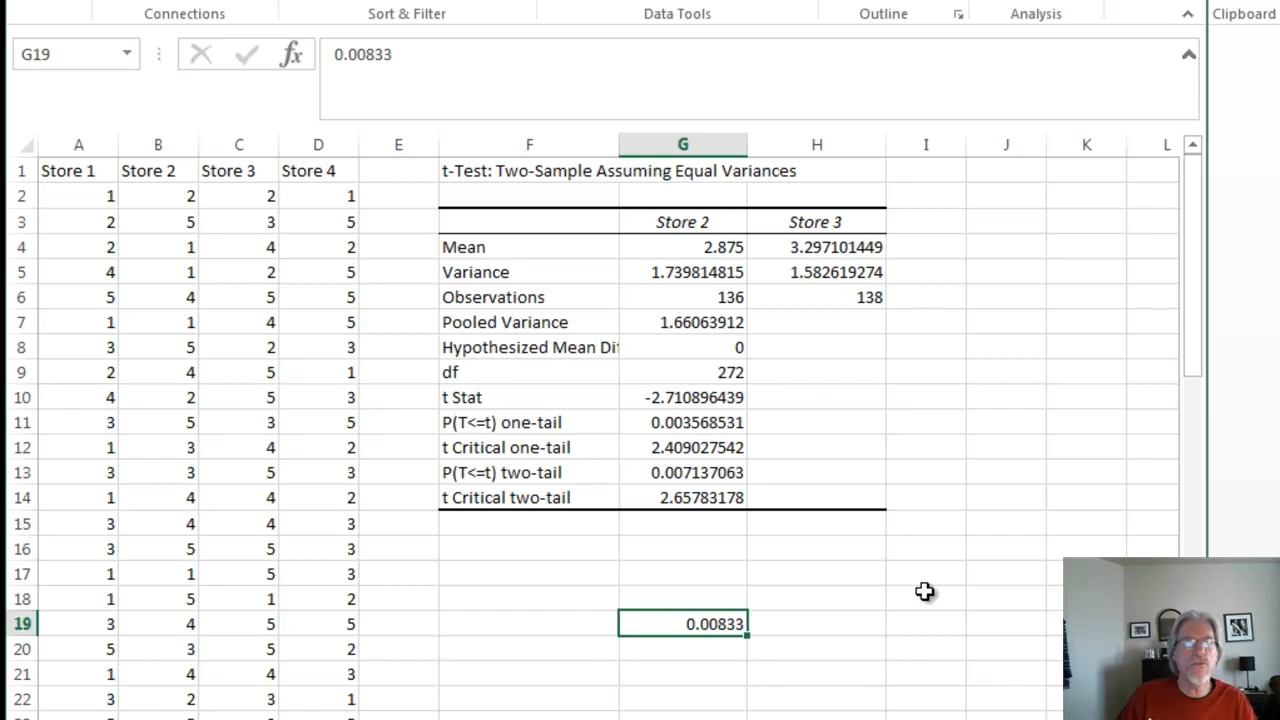 Connections Sort & Filter Data Tools Outline Analysis Clipboard
G19 fx 0.00833
A B C D E F G H I J K L
1 Store 1 Store 2 Store 3 Store 4 t-Test: Two-Sample Assuming Equal Variances
2 1 2 2 1
3 2 5 3 5 Store 2 Store 3
4 2 1 4 2 Mean 2.875 3.297101449
5 4 1 2 5 Variance 1.739814815 1.582619274
6 5 4 5 5 Observations 136 138
7 1 1 4 5 Pooled Variance 1.66063912
8 3 5 2 3 Hypothesized Mean Dif 0
9 2 4 5 1 df 272
10 4 2 5 3 t Stat -2.710896439
11 3 5 3 5 P(T<=t) one-tail 0.003568531
12 1 3 4 2 t Critical one-tail 2.409027542
13 3 3 5 3 P(T<=t) two-tail 0.007137063
14 1 4 4 2 t Critical two-tail 2.65783178
15 3 4 4 3
16 3 5 5 3
17 1 1 5 3
18 1 5 1 2
19 3 4 5 5 0.00833
20 5 3 5 2
21 1 4 4 3
22 3 2 3 1